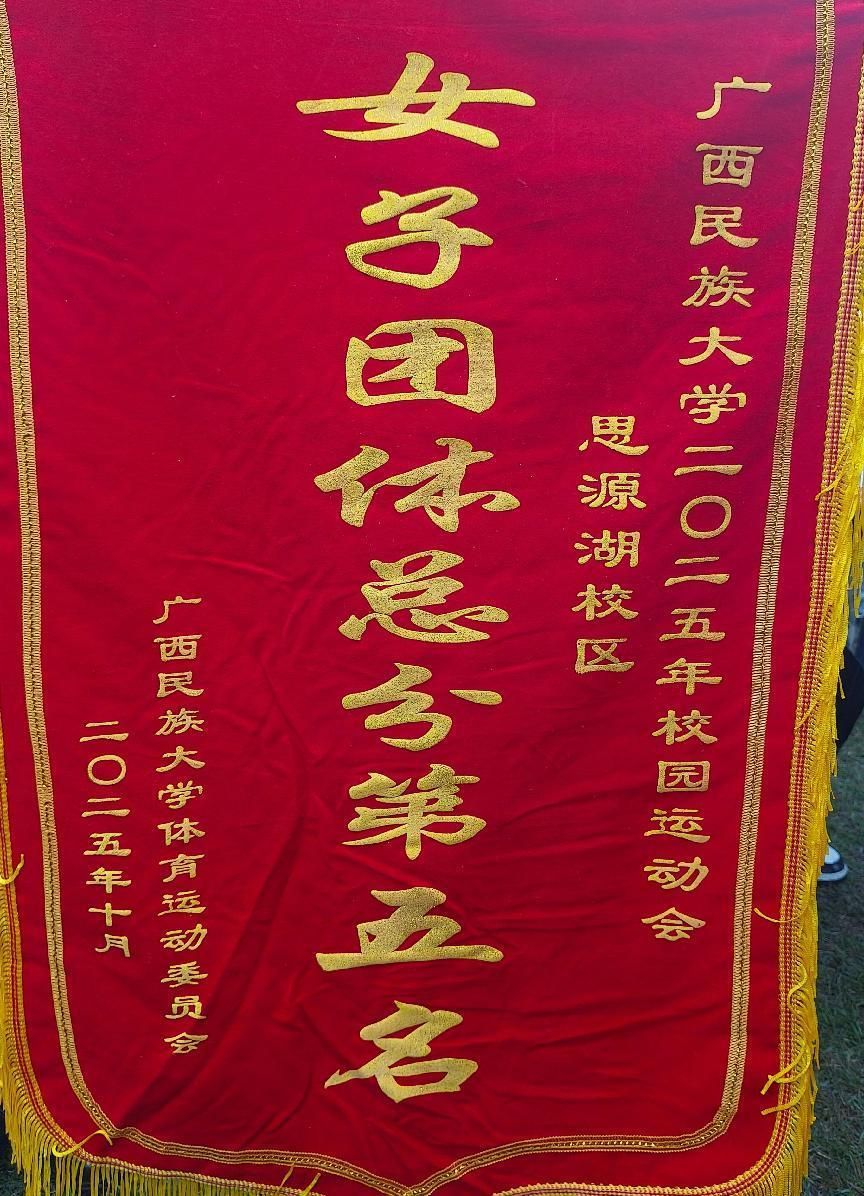 广西民族大学二〇二五年校园运动会
思源湖校区
女子团体总分第五名
广西民族大学体育运动委员会
二〇二五年十月